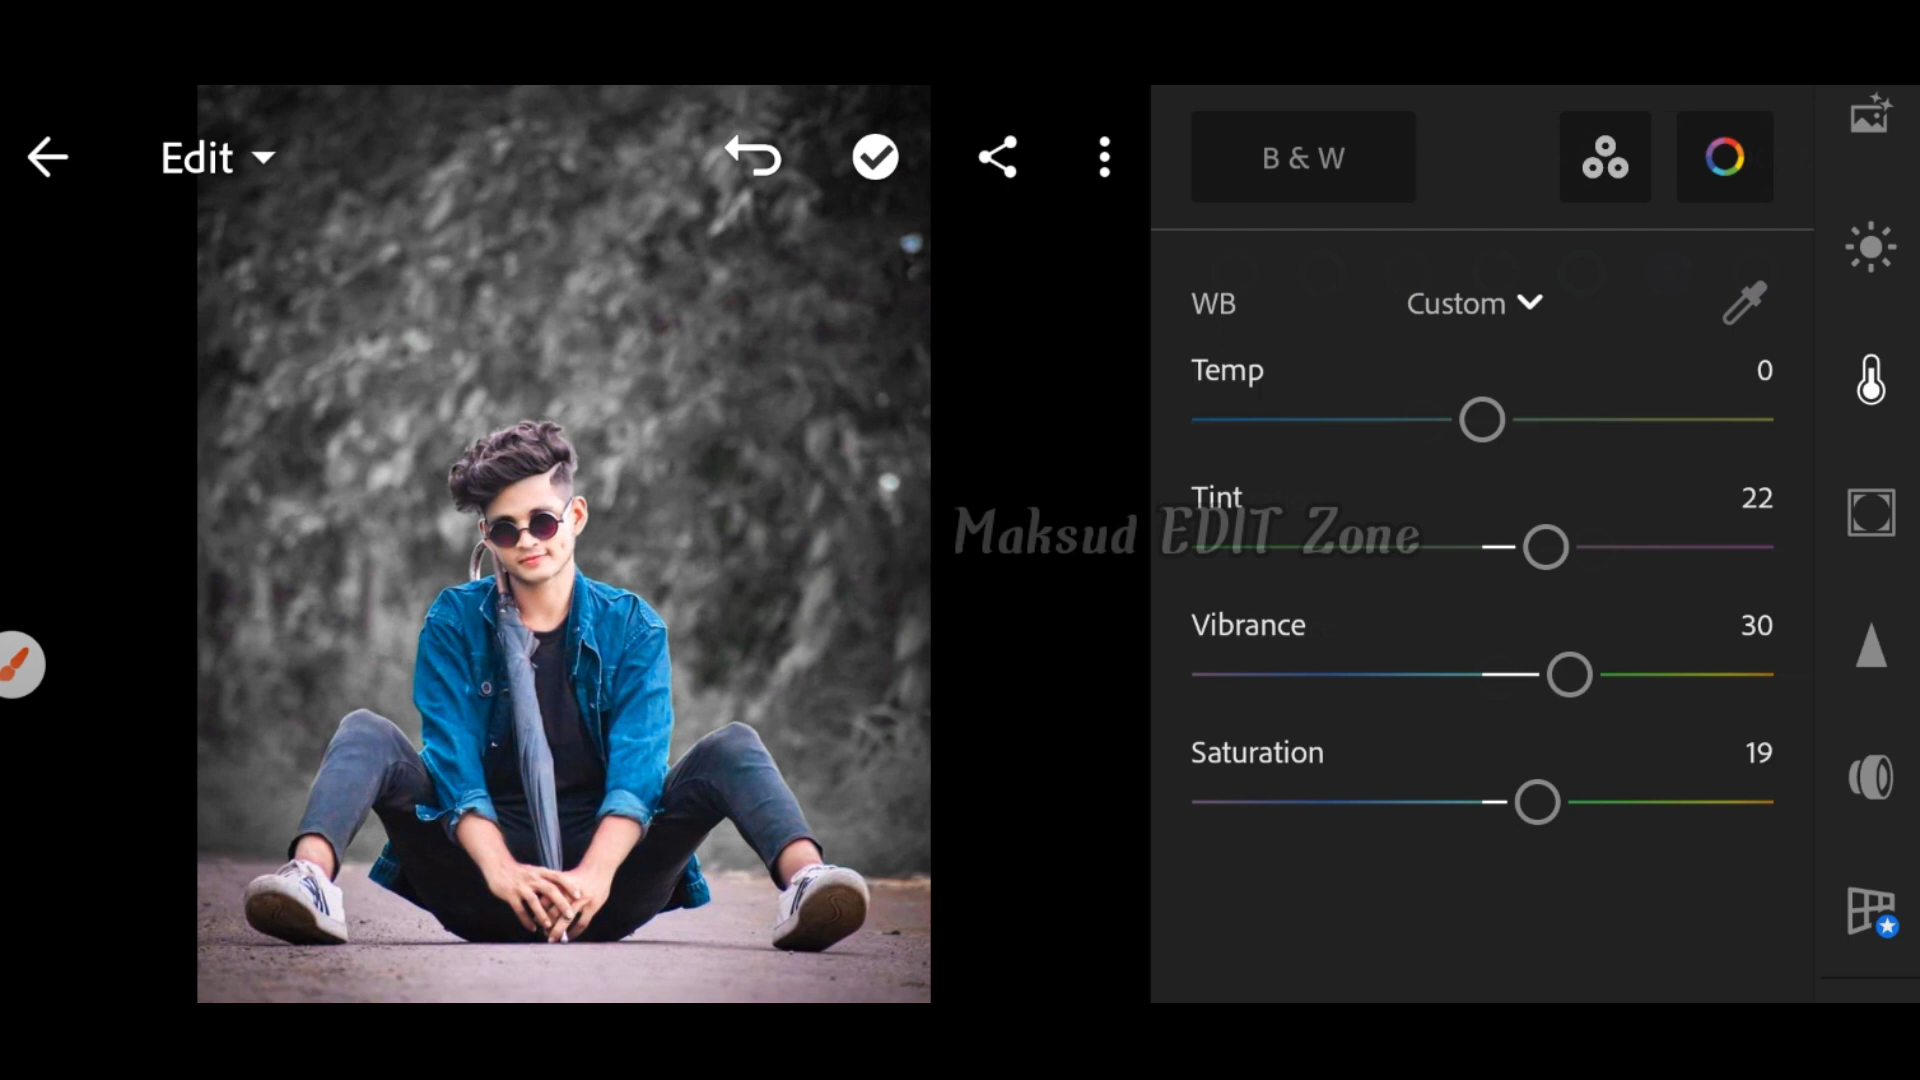 Edit
B & W
WB Custom
Temp 0
Tint 22
Maksud EDIT Zone
Vibrance 30
Saturation 19